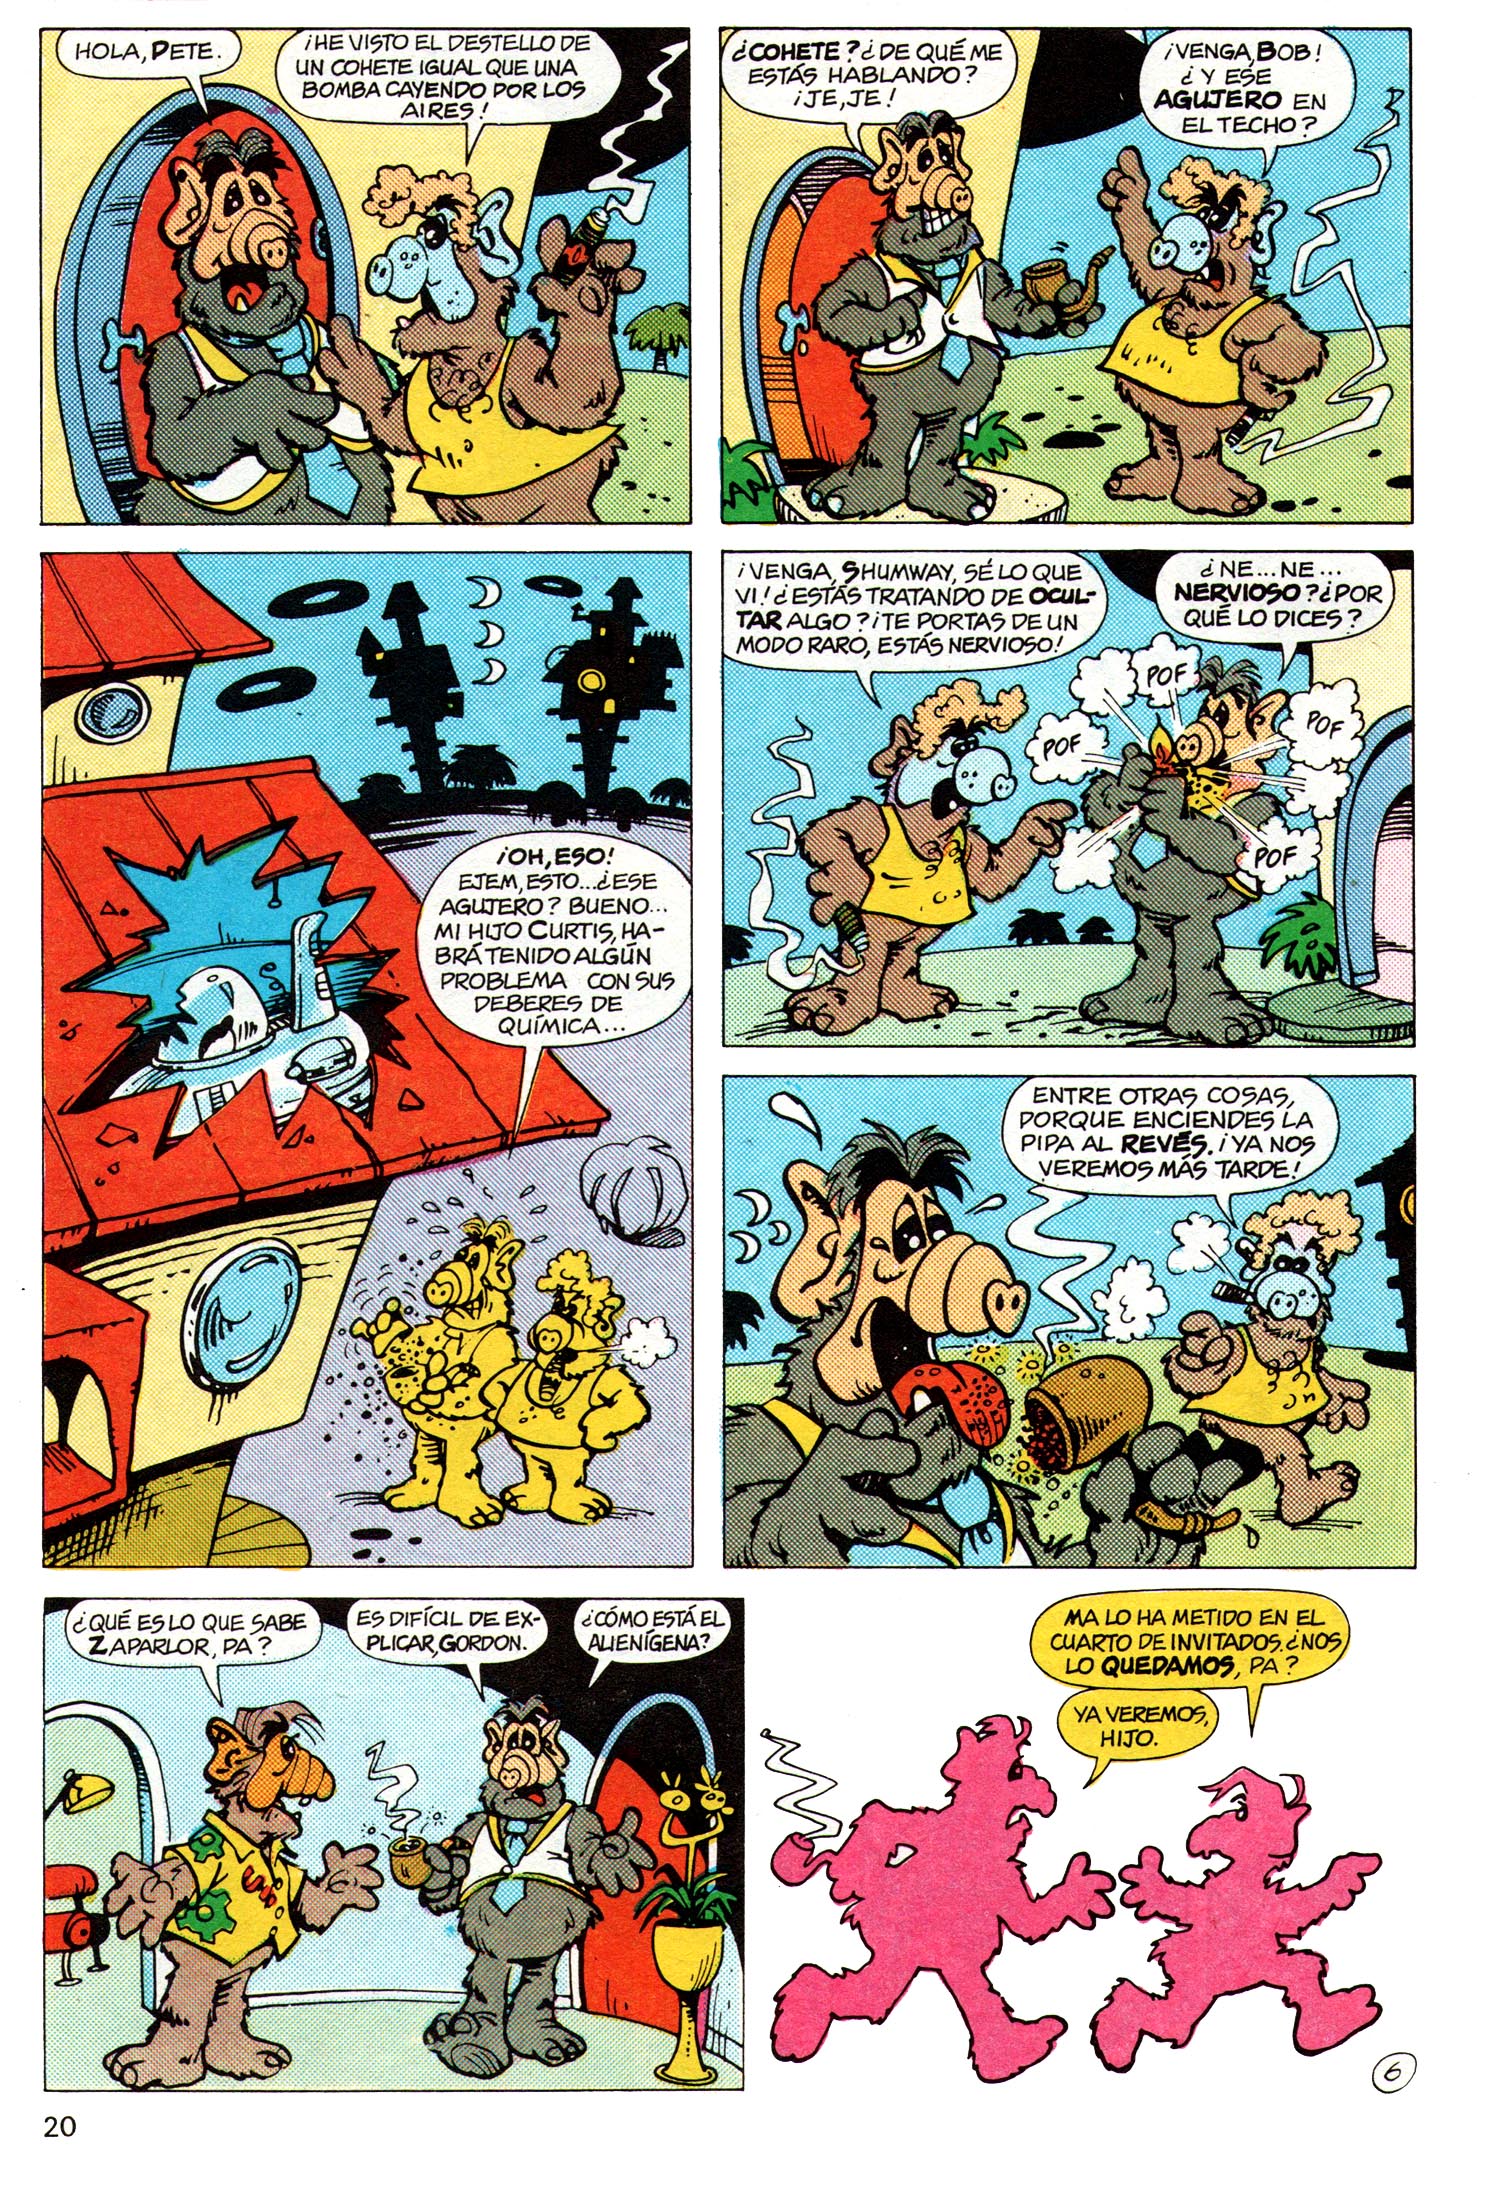 HOLA, PETE.
¡HE VISTO EL DESTELLO DE
UN COHETE IGUAL QUE UNA
BOMBA CAYENDO POR LOS
AIRES!
¿COHETE? ¿DE QUÉ ME
ESTÁS HABLANDO?
¡JE, JE!
¡VENGA, BOB!
¿Y ESE
AGUJERO EN
EL TECHO?
¡OH, ESO!
EJEM, ESTO... ¿ESE
AGUJERO? BUENO...
MI HIJO CURTIS, HA-
BRÁ TENIDO ALGÚN
PROBLEMA CON SUS
DEBERES DE
QUÍMICA...
¡VENGA, SHUMWAY, SÉ LO QUE
VI! ¿ESTÁS TRATANDO DE OCUL-
TAR ALGO? ¡TE PORTAS DE UN
MODO RARO, ESTÁS NERVIOSO!
¿NE... NE...
NERVIOSO? ¿POR
QUÉ LO DICES?
POF
POF
POF
POF
ENTRE OTRAS COSAS,
PORQUE ENCIENDES LA
PIPA AL REVÉS. ¡YA NOS
VEREMOS MÁS TARDE!
¿QUÉ ES LO QUE SABE
ZAPARLOR, PA?
ES DIFÍCIL DE EX-
PLICAR, GORDON.
¿CÓMO ESTÁ EL
ALIENÍGENA?
MA LO HA METIDO EN EL
CUARTO DE INVITADOS. ¿NOS
LO QUEDAMOS, PA?
YA VEREMOS,
HIJO.
6
20